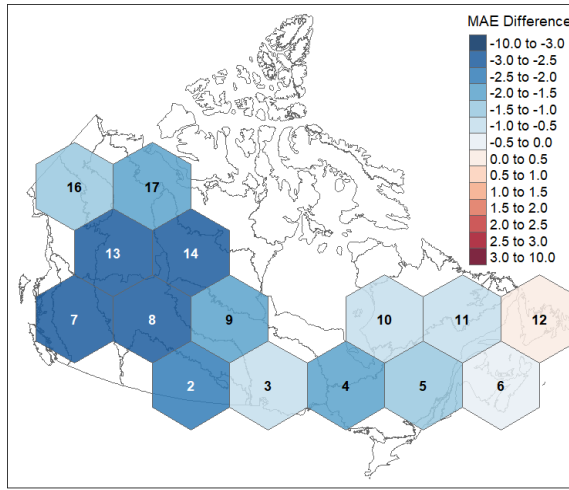 MAE Difference
-10.0 to -3.0
-3.0 to -2.5
-2.5 to -2.0
-2.0 to -1.5
-1.5 to -1.0
-1.0 to -0.5
-0.5 to 0.0
0.0 to 0.5
0.5 to 1.0
1.0 to 1.5
1.5 to 2.0
2.0 to 2.5
2.5 to 3.0
3.0 to 10.0
16 17
13 14
7 8 9 10 11 12
2 3 4 5 6